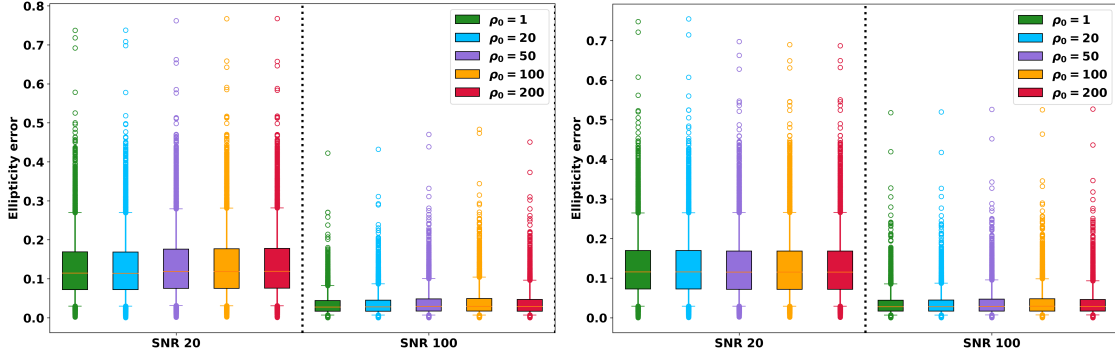 Ellipticity error
0.8
0.7
0.6
0.5
0.4
0.3
0.2
0.1
0.0
SNR 20
SNR 100
ρ₀ = 1
ρ₀ = 20
ρ₀ = 50
ρ₀ = 100
ρ₀ = 200
Ellipticity error
0.7
0.6
0.5
0.4
0.3
0.2
0.1
0.0
SNR 20
SNR 100
ρ₀ = 1
ρ₀ = 20
ρ₀ = 50
ρ₀ = 100
ρ₀ = 200